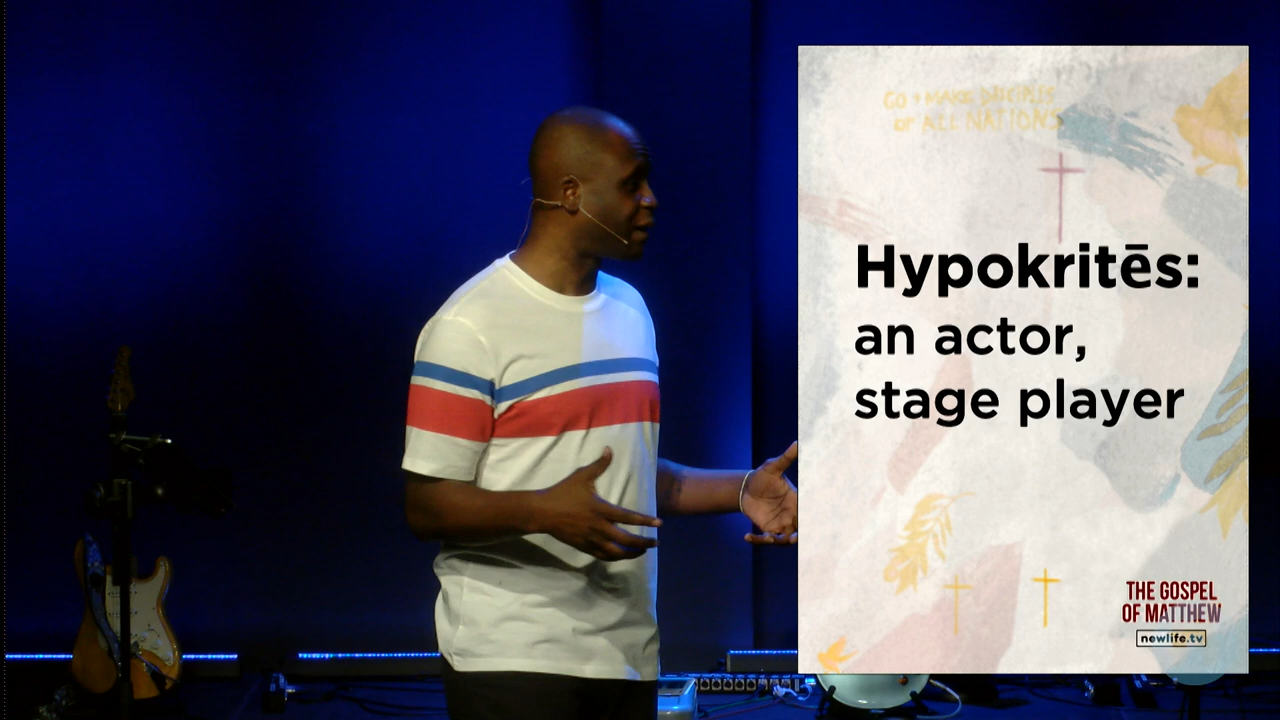 GO + MAKE DISCIPLES
OF ALL NATIONS
Hypokritēs:
an actor,
stage player
THE GOSPEL
OF MATTHEW
newlife.tv